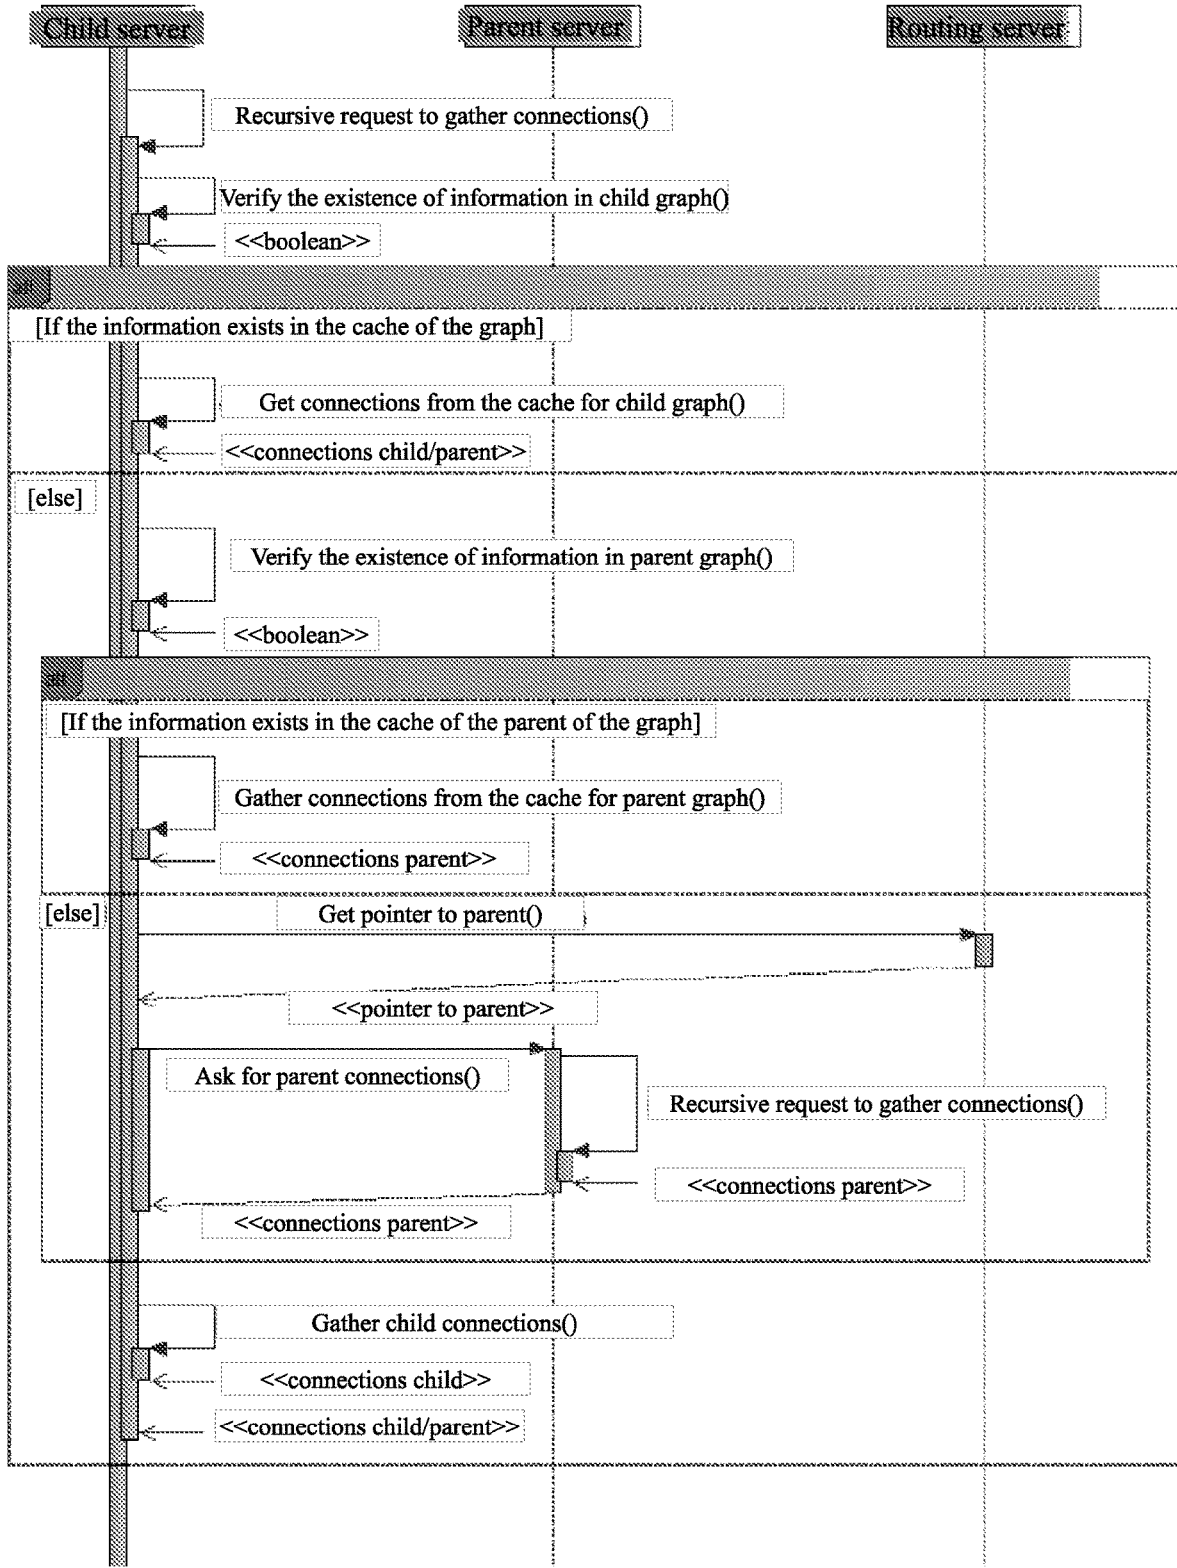 Child server
Parent server
Routing server
Recursive request to gather connections()
Verify the existence of information in child graph()
<<boolean>>
alt
[If the information exists in the cache of the graph]
Get connections from the cache for child graph()
<<connections child/parent>>
[else]
Verify the existence of information in parent graph()
<<boolean>>
alt
[If the information exists in the cache of the parent of the graph]
Gather connections from the cache for parent graph()
<<connections parent>>
[else]
Get pointer to parent()
<<pointer to parent>>
Ask for parent connections()
Recursive request to gather connections()
<<connections parent>>
<<connections parent>>
Gather child connections()
<<connections child>>
<<connections child/parent>>